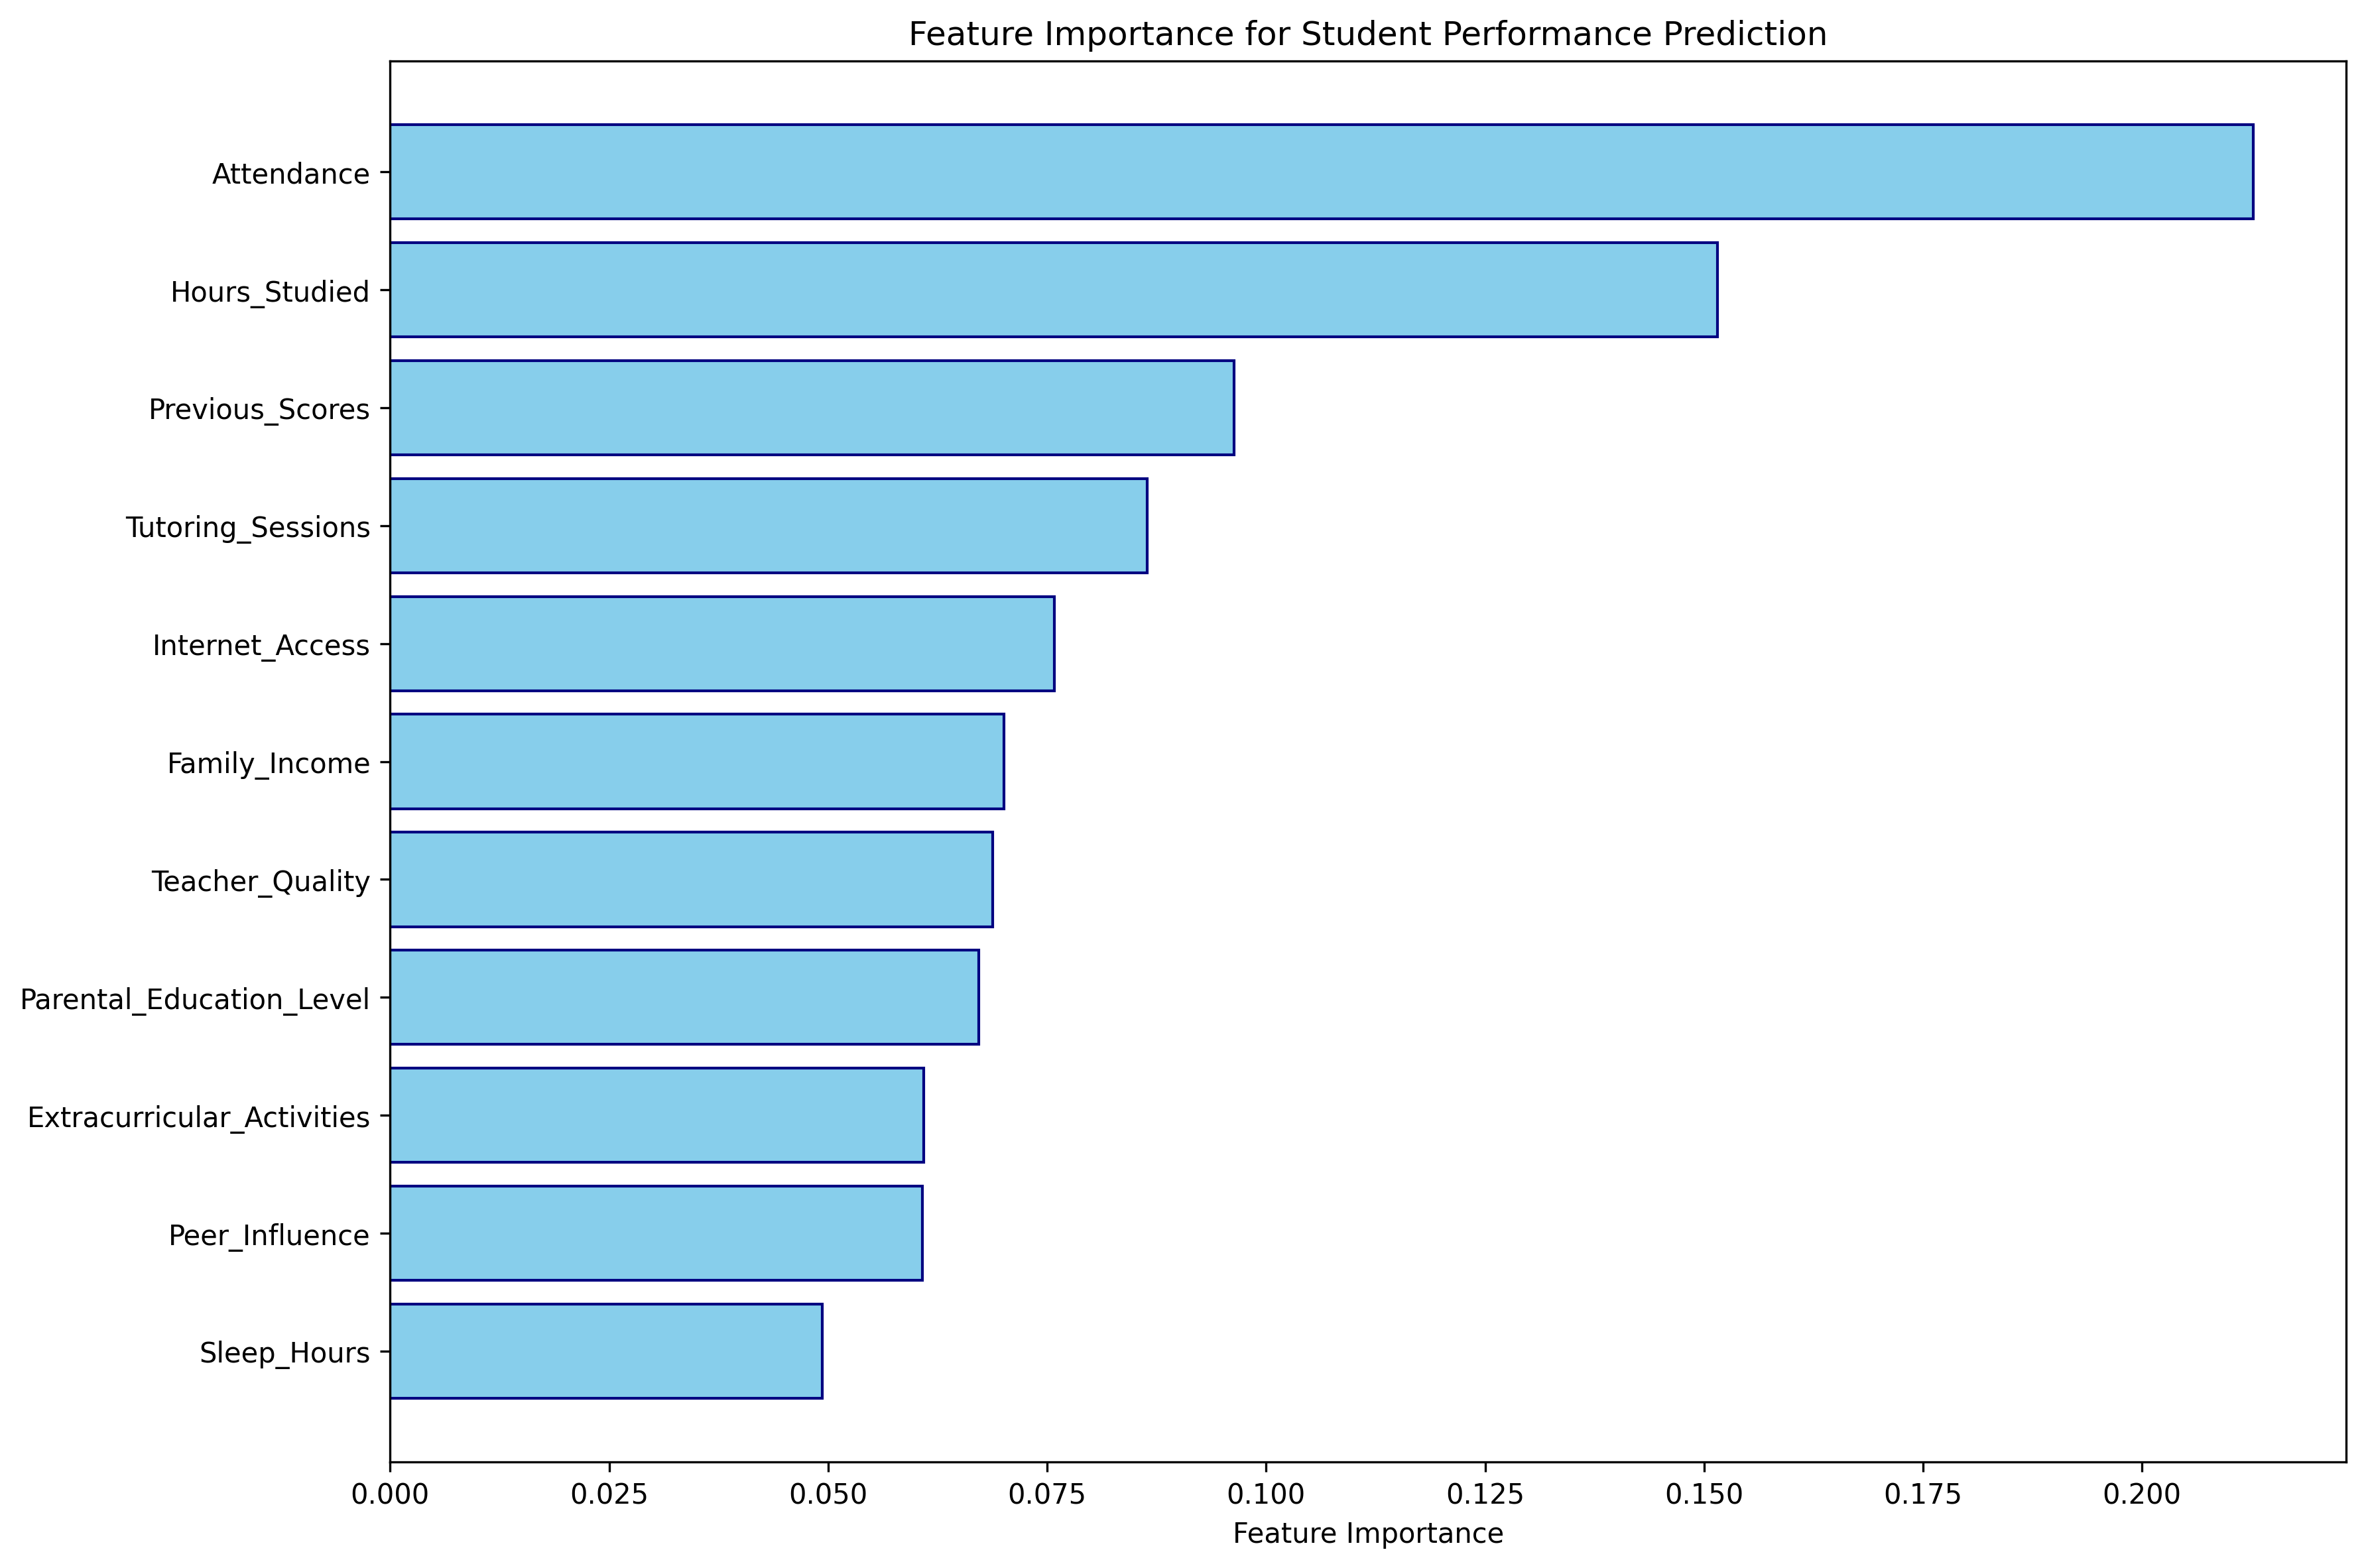 Feature Importance for Student Performance Prediction
Attendance
Hours_Studied
Previous_Scores
Tutoring_Sessions
Internet_Access
Family_Income
Teacher_Quality
Parental_Education_Level
Extracurricular_Activities
Peer_Influence
Sleep_Hours
0.000 0.025 0.050 0.075 0.100 0.125 0.150 0.175 0.200
Feature Importance